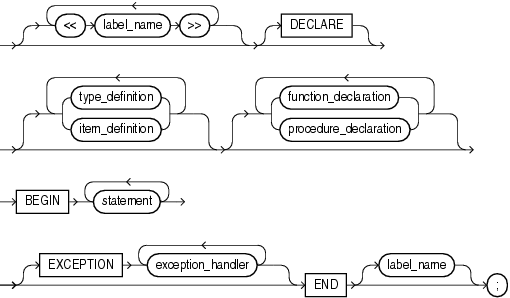 << label_name >> DECLARE
type_definition function_declaration
item_definition procedure_declaration
BEGIN statement
EXCEPTION exception_handler END label_name ;